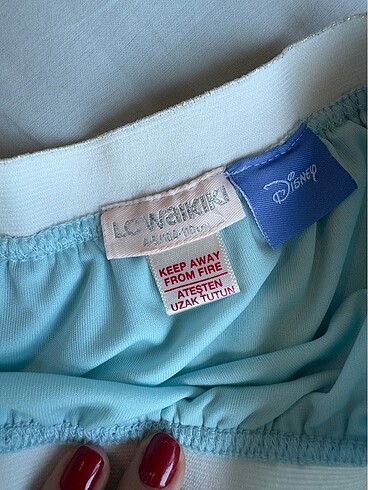 LC WAIKIKI
DISNEY
KEEP AWAY
FROM FIRE
ATEŞTEN
UZAK TUTUN